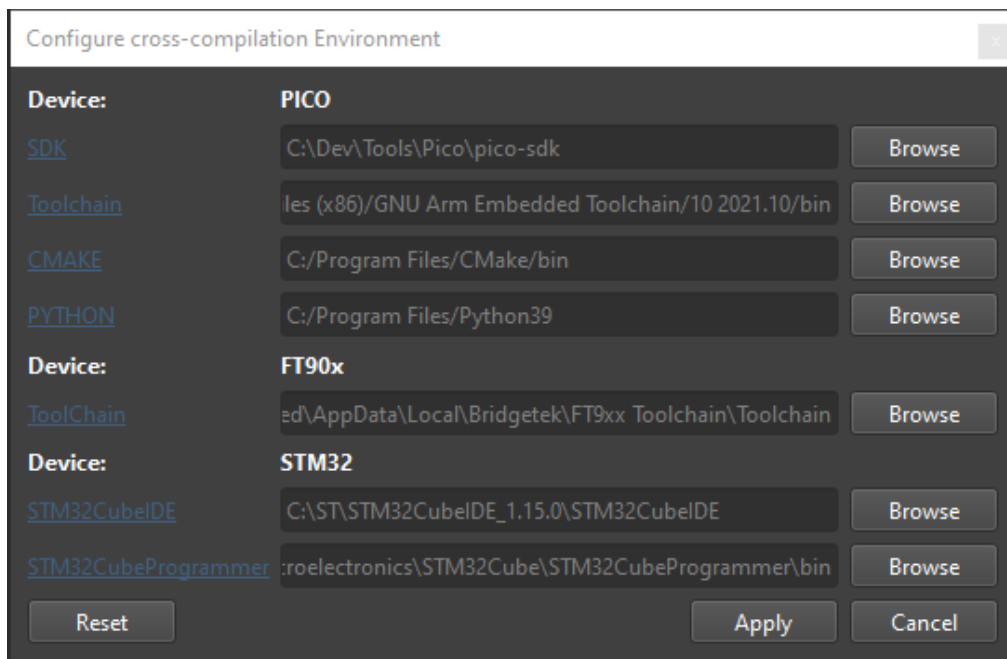 Configure cross-compilation Environment x
Device: PICO
SDK C:\Dev\Tools\Pico\pico-sdk Browse
Toolchain iles (x86)/GNU Arm Embedded Toolchain/10 2021.10/bin Browse
CMAKE C:/Program Files/CMake/bin Browse
PYTHON C:/Program Files/Python39 Browse
Device: FT90x
ToolChain ed\AppData\Local\Bridgetek\FT9xx Toolchain\Toolchain Browse
Device: STM32
STM32CubeIDE C:\ST\STM32CubeIDE_1.15.0\STM32CubeIDE Browse
STM32CubeProgrammer croelectronics\STM32Cube\STM32CubeProgrammer\bin Browse
Reset Apply Cancel